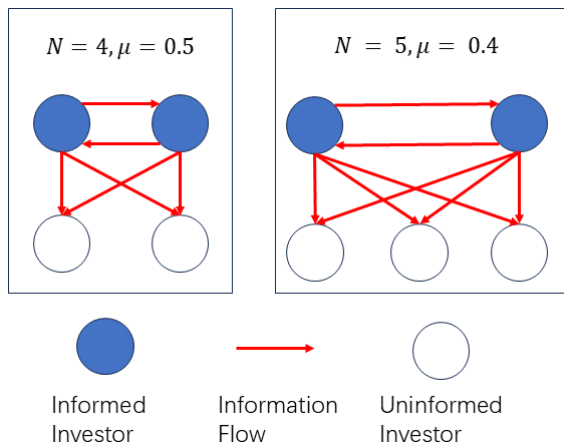 N = 4, μ = 0.5
N = 5, μ = 0.4
Informed Investor
Information Flow
Uninformed Investor